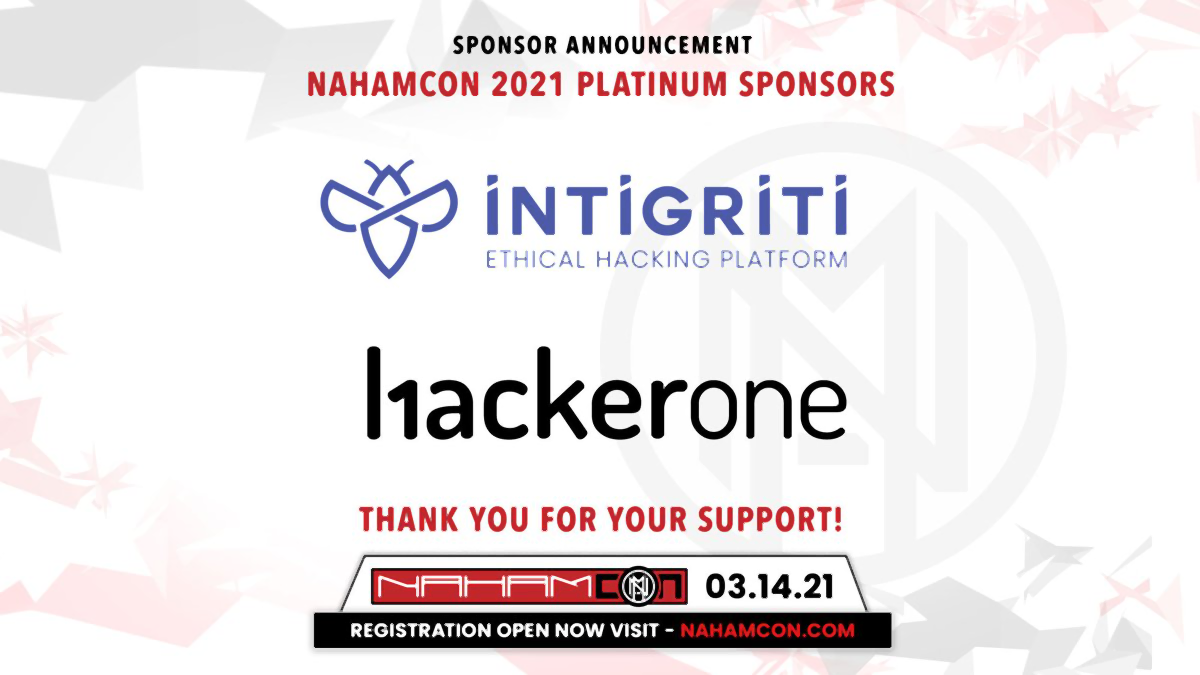 SPONSOR ANNOUNCEMENT
NAHAMCON 2021 PLATINUM SPONSORS
INTIGRITI
ETHICAL HACKING PLATFORM
hackerone
THANK YOU FOR YOUR SUPPORT!
NAHAMCON 03.14.21
REGISTRATION OPEN NOW VISIT - NAHAMCON.COM